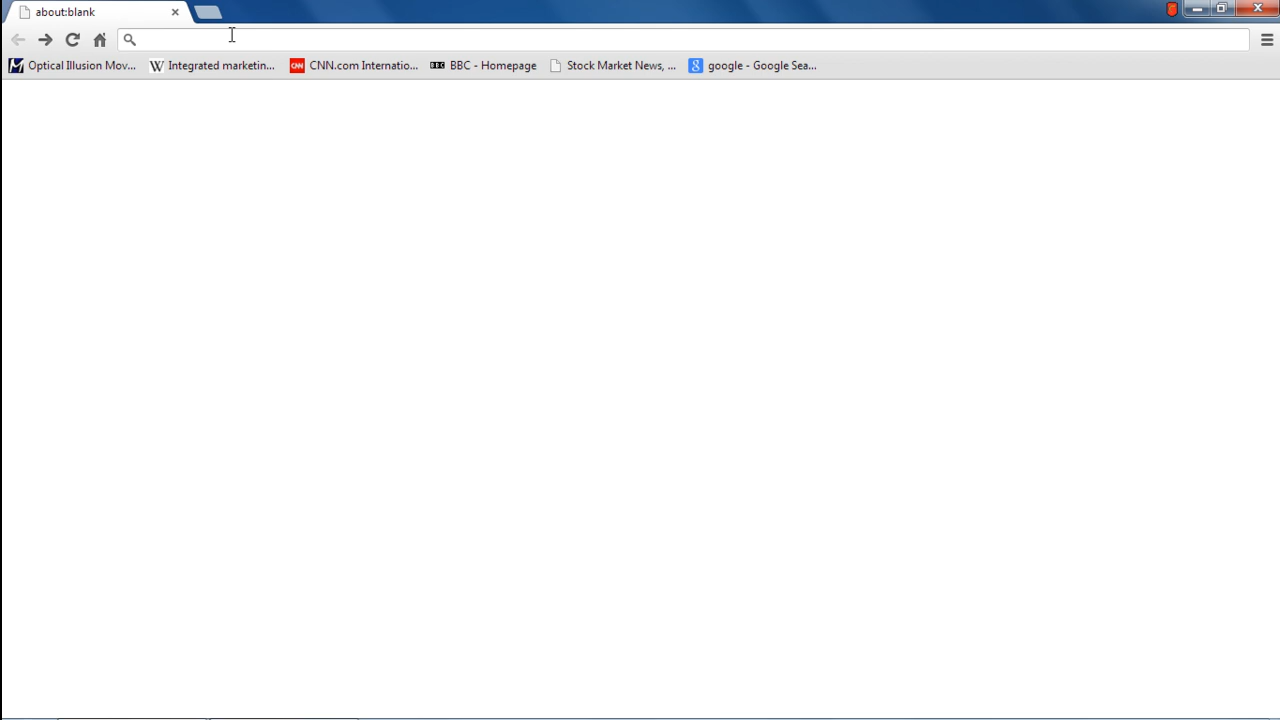 about:blank
Optical Illusion Mov...
Integrated marketin...
CNN.com Internatio...
BBC - Homepage
Stock Market News, ...
google - Google Sea...